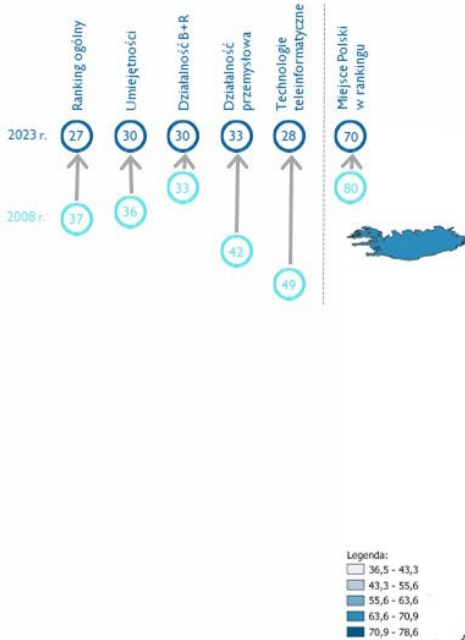 Ranking ogólny
Umiejętności
Działalność B+R
Działalność
przemysłowa
Technologie
teleinformatyczne
Miejsce Polski
w rankingu
2023 r. 27 30 30 33 28 70
33 80
2008 r. 37 36
42
49
Legenda:
36,5 - 43,3
43,3 - 55,6
55,6 - 63,6
63,6 - 70,9
70,9 - 78,6